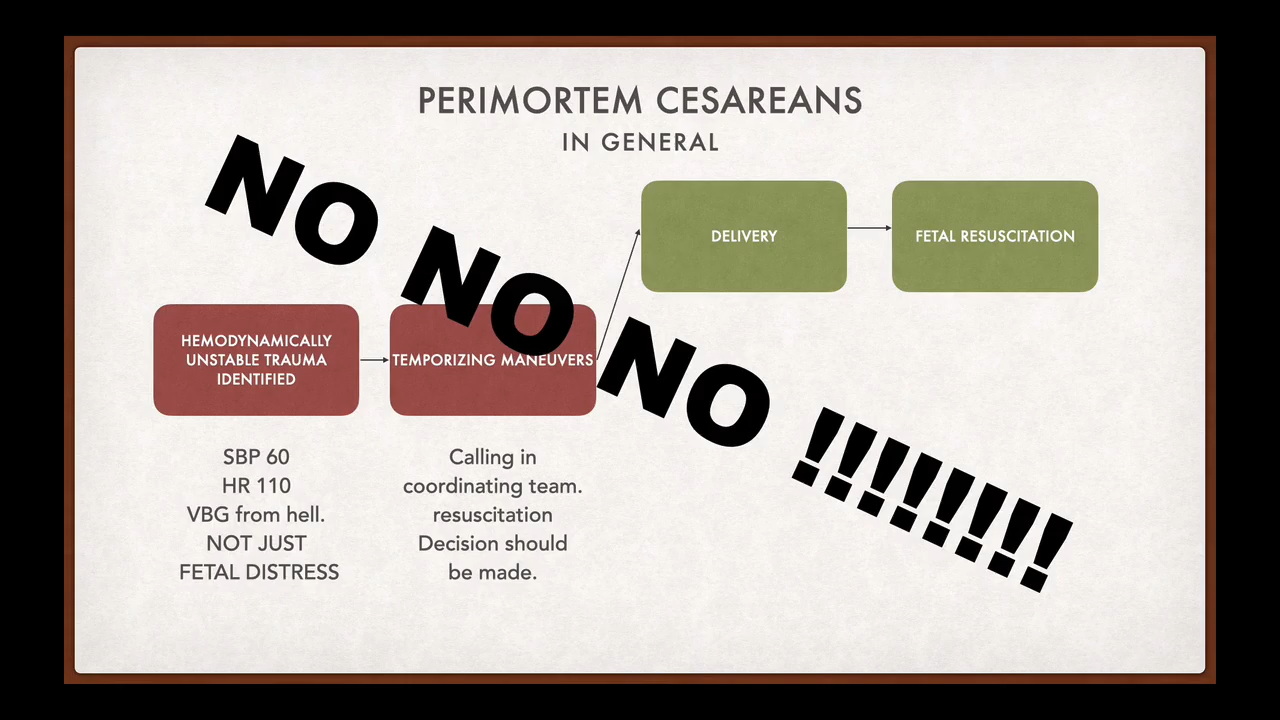 PERIMORTEM CESAREANS
IN GENERAL
NO NO NO !!!!!!!
DELIVERY
FETAL RESUSCITATION
HEMODYNAMICALLY
UNSTABLE TRAUMA
IDENTIFIED
TEMPORIZING MANEUVERS
SBP 60
HR 110
VBG from hell.
NOT JUST
FETAL DISTRESS
Calling in
coordinating team.
resuscitation
Decision should
be made.